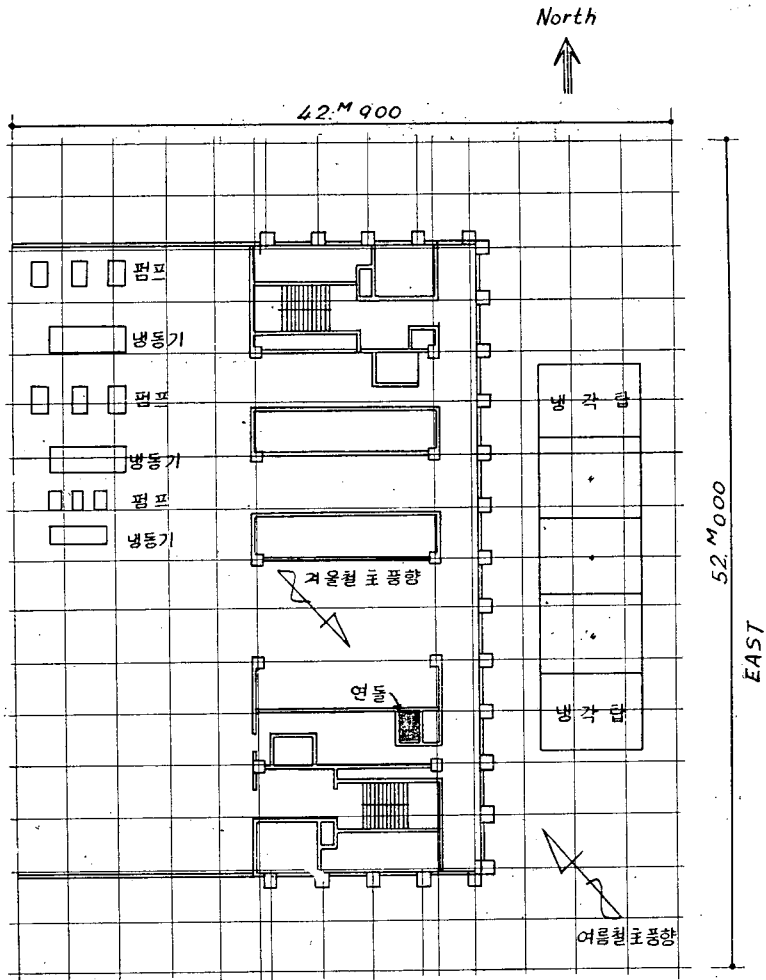 North
42.M900
펌프
냉동기
펌프
냉동기
펌프
냉동기
냉각탑
52.M000
EAST
겨울철 초풍향
연돌
냉각탑
여름철 초풍향